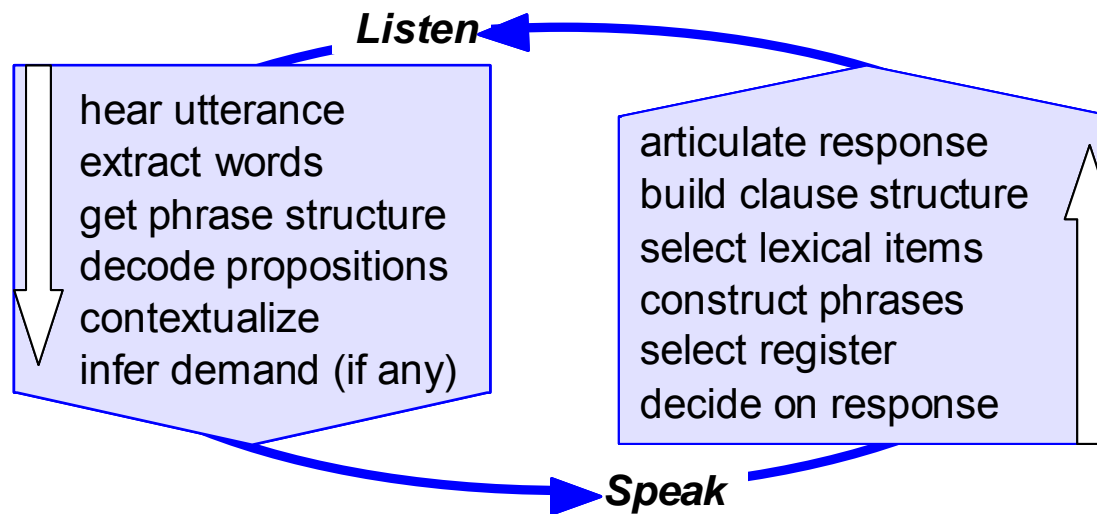 Listen
hear utterance
extract words
get phrase structure
decode propositions
contextualize
infer demand (if any)
articulate response
build clause structure
select lexical items
construct phrases
select register
decide on response
Speak